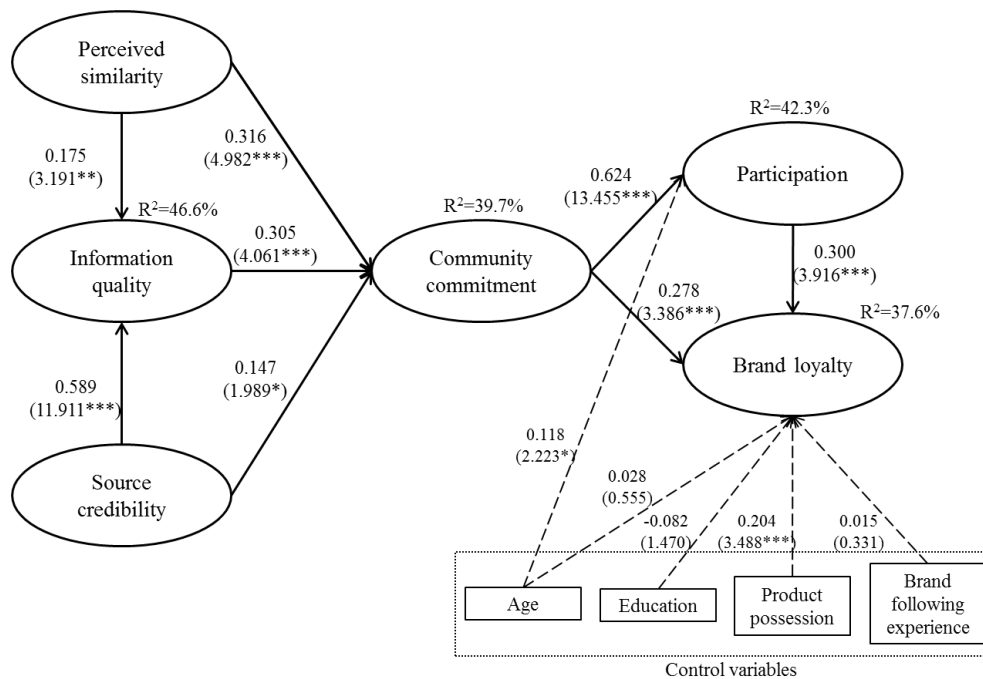 Perceived
similarity
0.175
(3.191**)
0.316
(4.982***)
R²=46.6%
Information
quality
0.305
(4.061***)
0.589
(11.911***)
Source
credibility
0.147
(1.989*)
R²=39.7%
Community
commitment
0.624
(13.455***)
R²=42.3%
Participation
0.300
(3.916***)
0.278
(3.386***)
R²=37.6%
Brand loyalty
0.118
(2.223*)
0.028
(0.555)
-0.082
(1.470)
0.204
(3.488***)
0.015
(0.331)
Age
Education
Product
possession
Brand
following
experience
Control variables